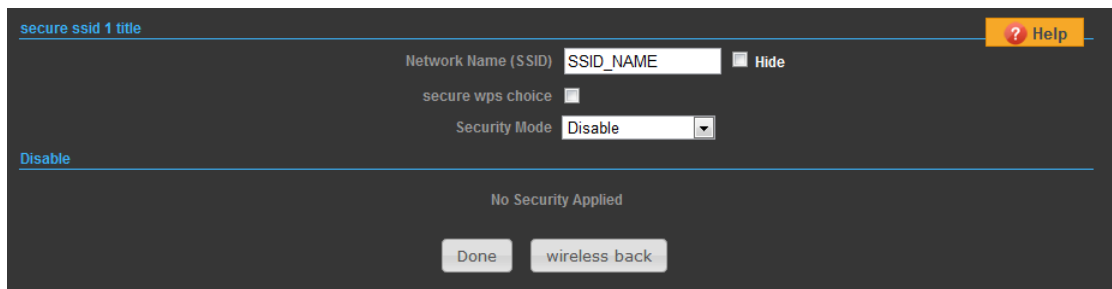 secure ssid 1 title
? Help
Network Name (SSID) SSID_NAME Hide
secure wps choice
Security Mode Disable
Disable
No Security Applied
Done wireless back